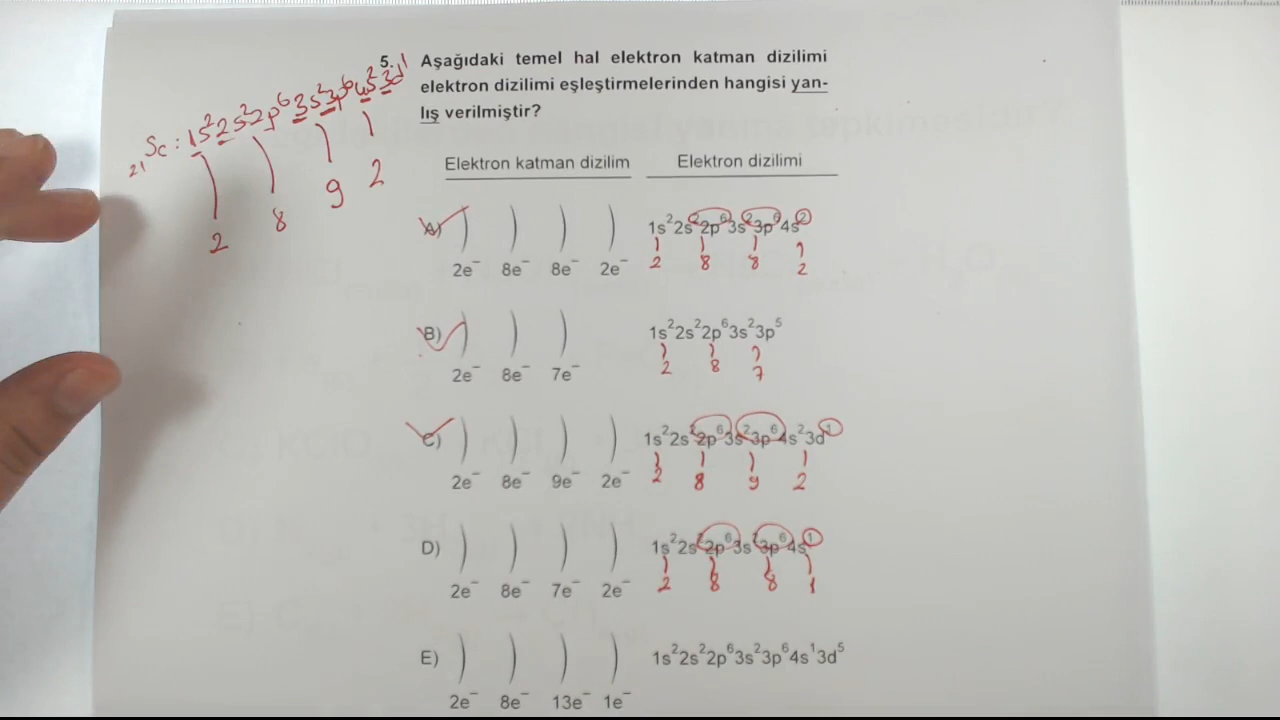 5. Aşağıdaki temel hal elektron katman dizilimi
elektron dizilimi eşleştirmelerinden hangisi yan-
lış verilmiştir?
₂₁Sc : 1s²2s²2p⁶3s²3p⁶4s²3d¹
2 8 9 2
Elektron katman dizilim Elektron dizilimi
A) 1s²2s²2p⁶3s²3p⁶4s²
2 8 8 2
2e⁻ 8e⁻ 8e⁻ 2e⁻
B) 1s²2s²2p⁶3s²3p⁵
2 8 7
2e⁻ 8e⁻ 7e⁻
C) 1s²2s²2p⁶3s²3p⁶4s²3d¹
2 8 9 2
2e⁻ 8e⁻ 9e⁻ 2e⁻
D) 1s²2s²2p⁶3s²3p⁶4s¹
2 8 8 1
2e⁻ 8e⁻ 7e⁻ 2e⁻
E) 1s²2s²2p⁶3s²3p⁶4s¹3d⁵
2e⁻ 8e⁻ 13e⁻ 1e⁻